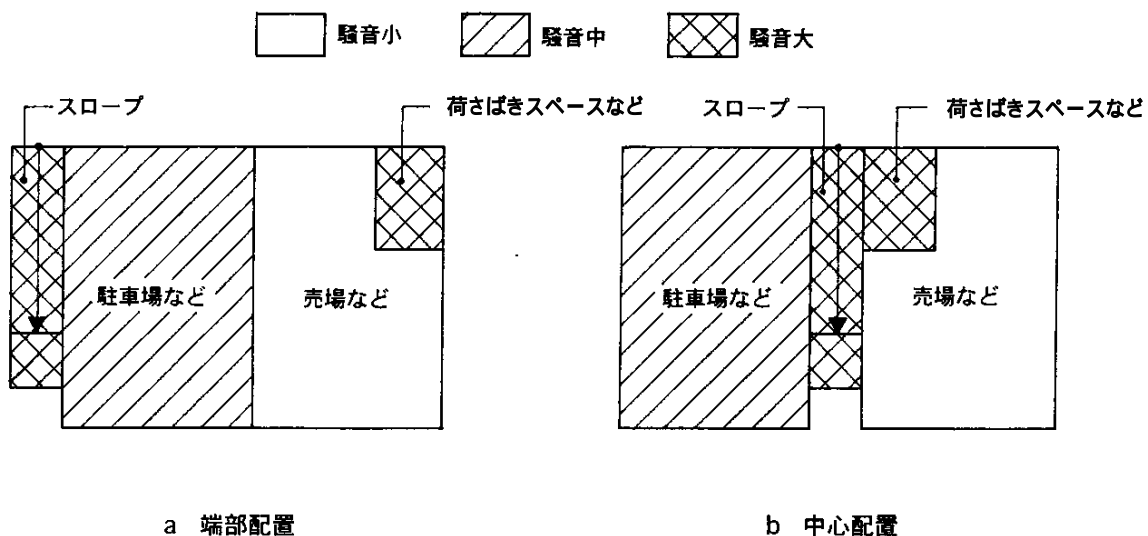 騒音小 騒音中 騒音大
スロープ 荷さばきスペースなど スロープ 荷さばきスペースなど
駐車場など 売場など 駐車場など 売場など
a 端部配置 b 中心配置